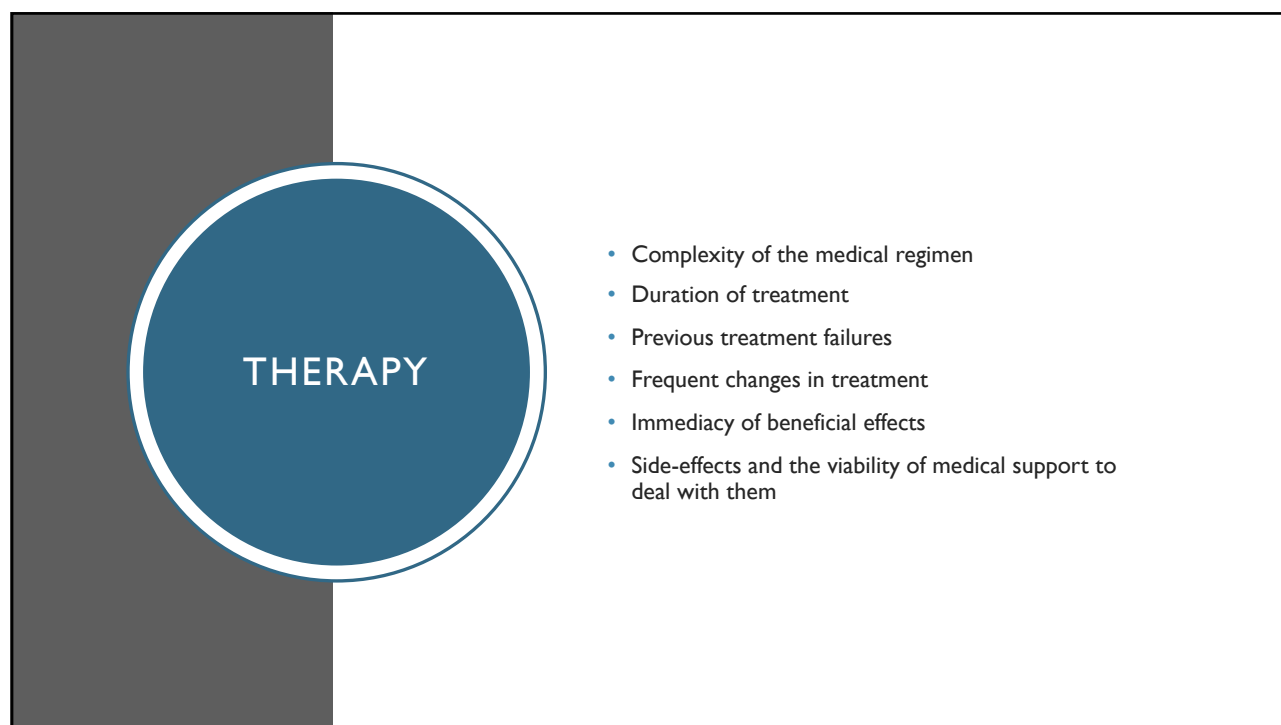 THERAPY
• Complexity of the medical regimen
• Duration of treatment
• Previous treatment failures
• Frequent changes in treatment
• Immediacy of beneficial effects
• Side-effects and the viability of medical support to
deal with them